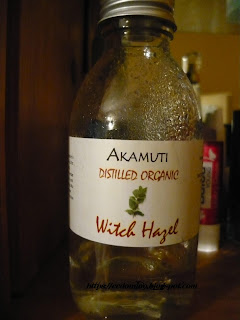 AKAMUTI
DISTILLED ORGANIC
Witch Hazel